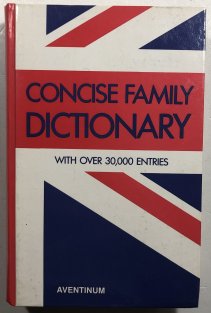 CONCISE FAMILY
DICTIONARY
WITH OVER 30,000 ENTRIES
AVENTINUM